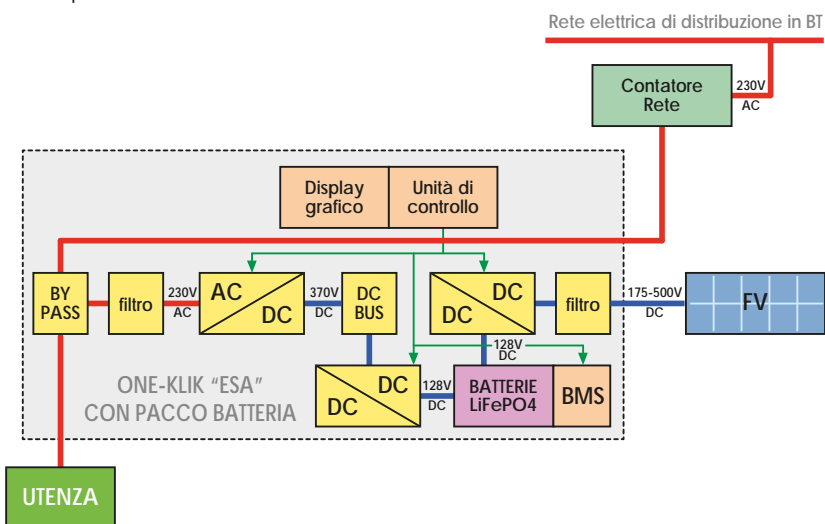 Rete elettrica di distribuzione in BT
Contatore
Rete
230V
AC
Display
grafico
Unità di
controllo
BY
PASS
filtro
230V
AC
AC
DC
370V
DC
DC
BUS
DC
DC
filtro
175-500V
DC
FV
128V
DC
ONE-KLIK “ESA”
CON PACCO BATTERIA
DC
DC
128V
DC
BATTERIE
LiFePO4
BMS
UTENZA